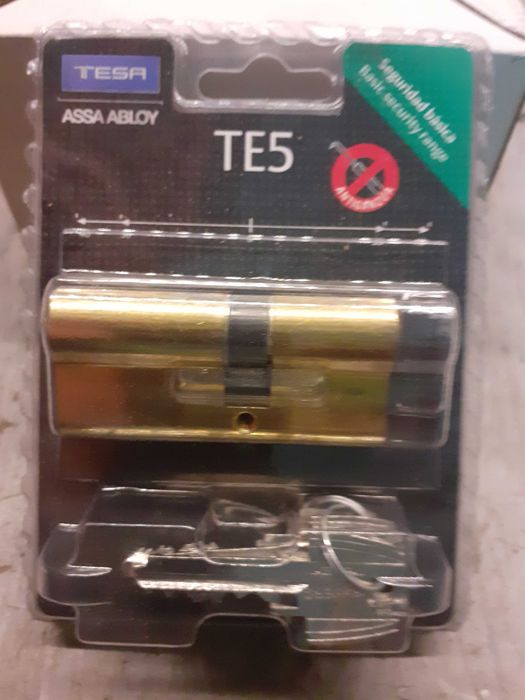 TESA
ASSA ABLOY
TE5
Seguridad básica
Basic security range